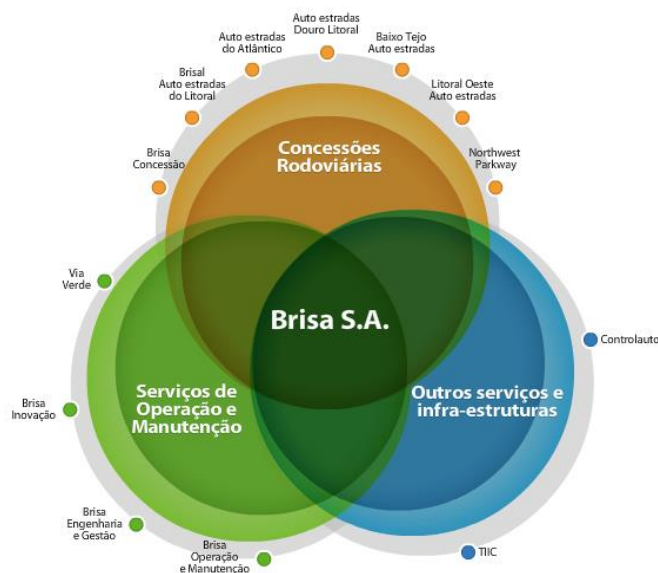 Auto estradas
Douro Litoral
Auto estradas
do Atlântico
Baixo Tejo
Auto estradas
Brisal
Auto estradas
do Litoral
Litoral Oeste
Auto estradas
Brisa
Concessão
Northwest
Parkway
Concessões
Rodoviárias
Via
Verde
Brisa S.A.
Controlauto
Serviços de
Operação e
Manutenção
Outros serviços e
infra-estruturas
Brisa
Inovação
Brisa
Engenharia
e Gestão
Brisa
Operação
e Manutenção
TIIC